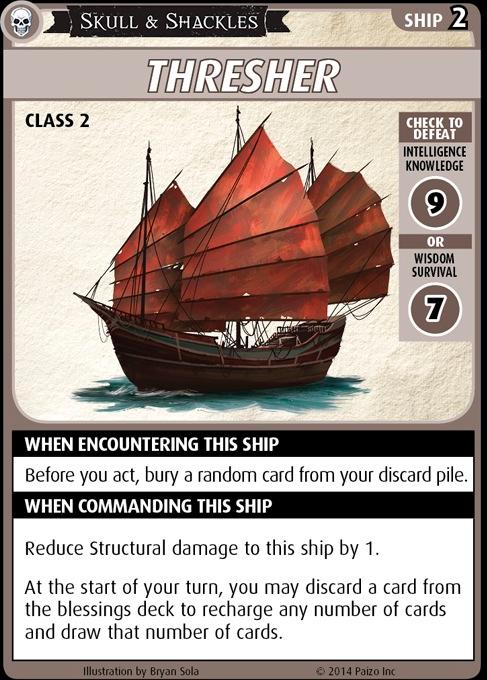 SKULL & SHACKLES
SHIP 2
THRESHER
CLASS 2
CHECK TO
DEFEAT
INTELLIGENCE
KNOWLEDGE
9
OR
WISDOM
SURVIVAL
7
WHEN ENCOUNTERING THIS SHIP
Before you act, bury a random card from your discard pile.
WHEN COMMANDING THIS SHIP
Reduce Structural damage to this ship by 1.
At the start of your turn, you may discard a card from
the blessings deck to recharge any number of cards
and draw that number of cards.
Illustration by Bryan Sola
© 2014 Paizo Inc